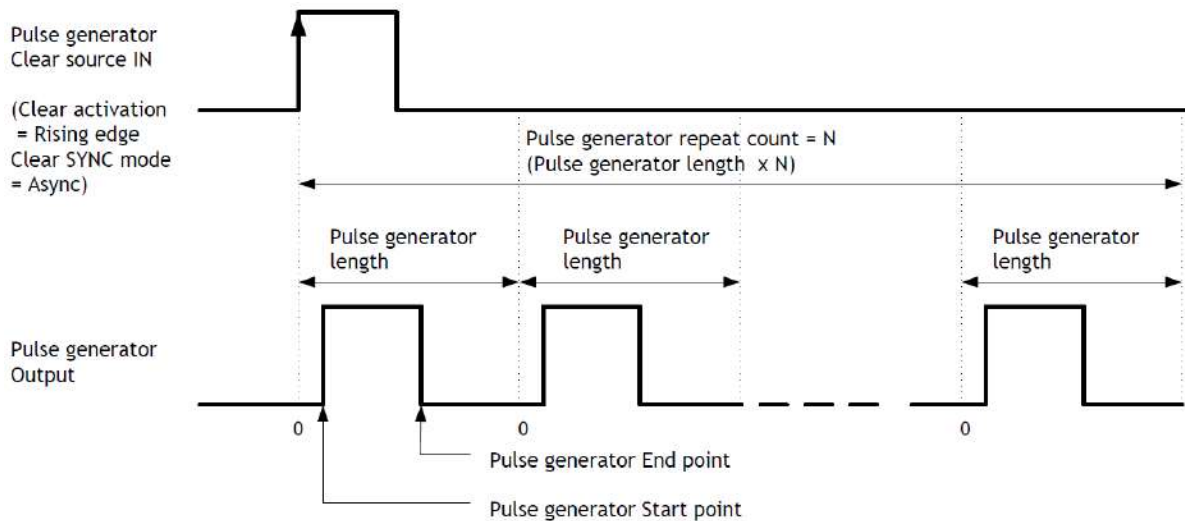 Pulse generator
Clear source IN
(Clear activation
= Rising edge
Clear SYNC mode
= Async)
Pulse generator repeat count = N
(Pulse generator length x N)
Pulse generator
length
Pulse generator
length
Pulse generator
length
Pulse generator
Output
0
0
0
Pulse generator End point
Pulse generator Start point